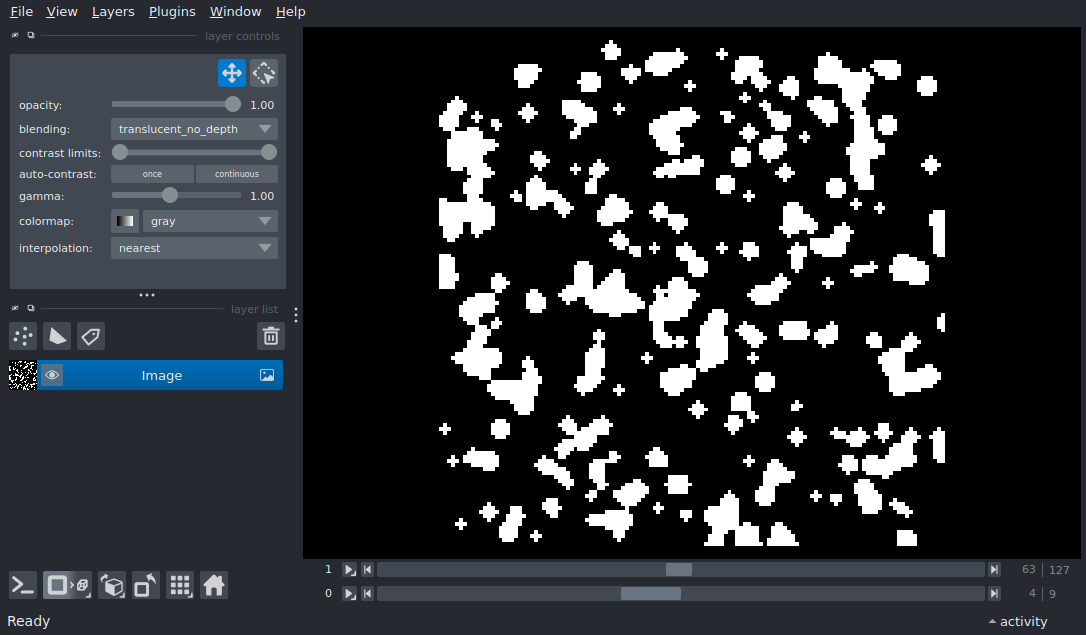 File View Layers Plugins Window Help
layer controls
opacity: 1.00
blending: translucent_no_depth
contrast limits:
auto-contrast: once continuous
gamma: 1.00
colormap: gray
interpolation: nearest
layer list
Image
1 63 127
0 4 9
Ready activity